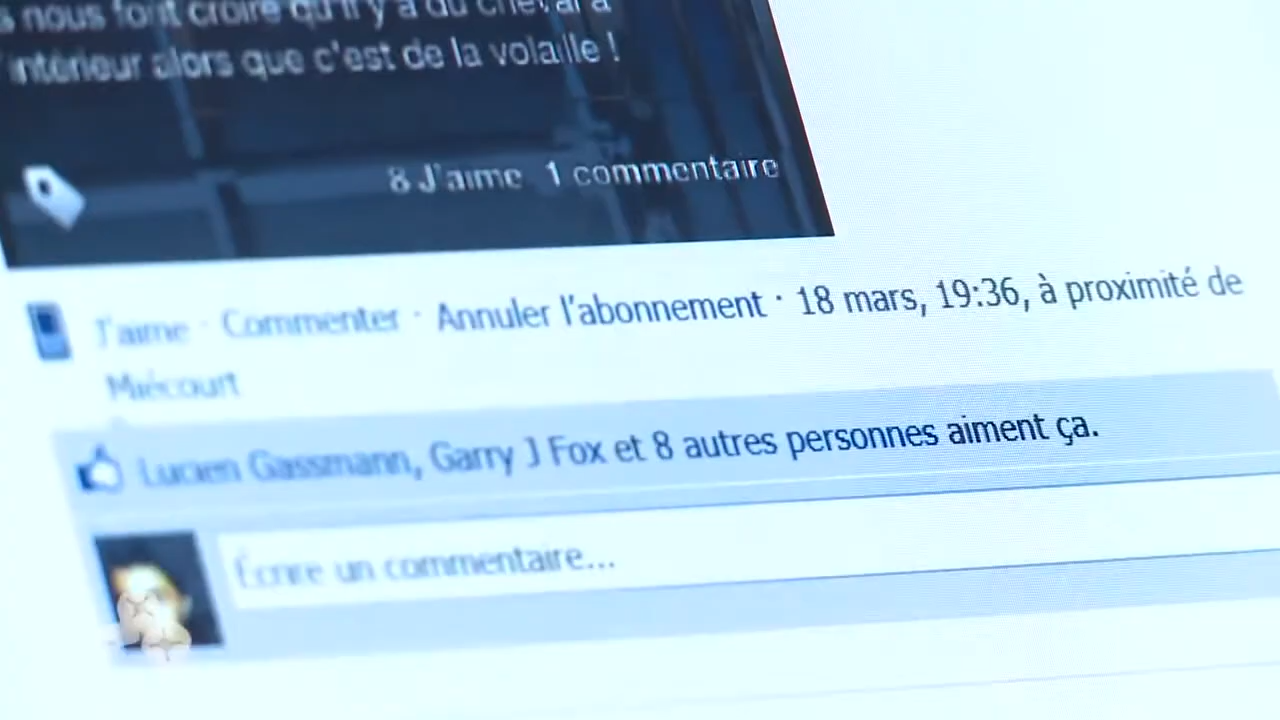 nous font croire qu'il y a du cheval à
intérieur alors que c'est de la volaille !
8 J'aime 1 commentaire
J'aime · Commenter · Annuler l'abonnement · 18 mars, 19:36, à proximité de
Miécourt
Lucien Gassmann, Garry J Fox et 8 autres personnes aiment ça.
Écrire un commentaire...